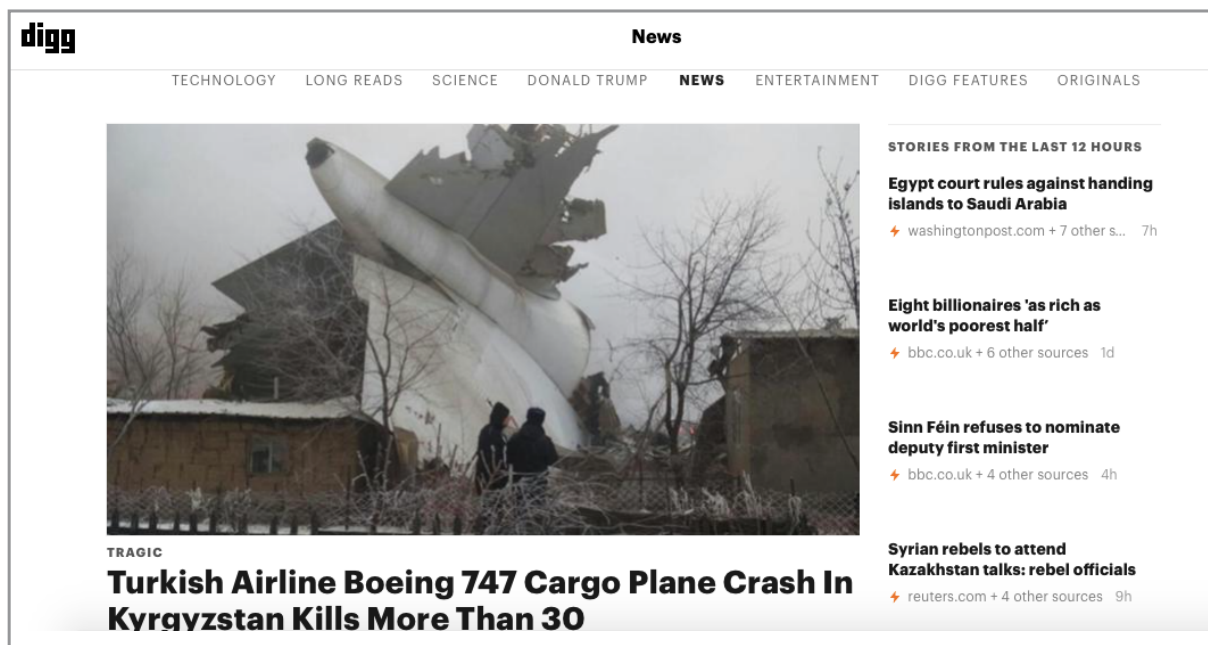 digg
News
TECHNOLOGY LONG READS SCIENCE DONALD TRUMP NEWS ENTERTAINMENT DIGG FEATURES ORIGINALS
TRAGIC
Turkish Airline Boeing 747 Cargo Plane Crash In
Kyrgyzstan Kills More Than 30
STORIES FROM THE LAST 12 HOURS
Egypt court rules against handing
islands to Saudi Arabia
washingtonpost.com + 7 other s... 7h
Eight billionaires 'as rich as
world's poorest half’
bbc.co.uk + 6 other sources 1d
Sinn Féin refuses to nominate
deputy first minister
bbc.co.uk + 4 other sources 4h
Syrian rebels to attend
Kazakhstan talks: rebel officials
reuters.com + 4 other sources 9h